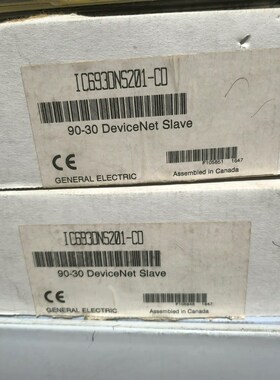 IC693DNS201-CD
90-30 DeviceNet Slave
CE
GENERAL ELECTRIC
Assembled in Canada
IC693DNS201-CD
90-30 DeviceNet Slave
CE
GENERAL ELECTRIC
Assembled in Canada